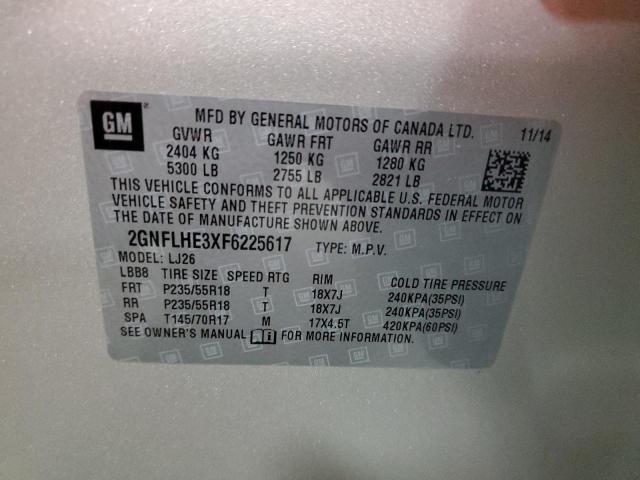 GM
MFD BY GENERAL MOTORS OF CANADA LTD. 11/14
GVWR GAWR FRT GAWR RR
2404 KG 1250 KG 1280 KG
5300 LB 2755 LB 2821 LB
THIS VEHICLE CONFORMS TO ALL APPLICABLE U.S. FEDERAL MOTOR
VEHICLE SAFETY AND THEFT PREVENTION STANDARDS IN EFFECT ON
THE DATE OF MANUFACTURE SHOWN ABOVE.
2GNFLHE3XF6225617 TYPE: M.P.V.
MODEL: LJ26
LBB8 TIRE SIZE SPEED RTG RIM COLD TIRE PRESSURE
FRT P235/55R18 T 18X7J 240KPA(35PSI)
RR P235/55R18 T 18X7J 240KPA(35PSI)
SPA T145/70R17 M 17X4.5T 420KPA(60PSI)
SEE OWNER'S MANUAL FOR MORE INFORMATION.